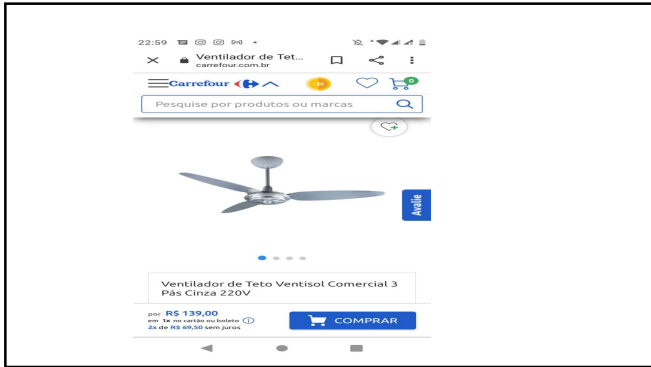 22:59
Ventilador de Tet...
carrefour.com.br
Carrefour
0
Pesquise por produtos ou marcas
Avalie
Ventilador de Teto Ventisol Comercial 3
Pás Cinza 220V
por R$ 139,00
em 1x no cartão ou boleto
2x de R$ 69,50 sem juros
COMPRAR